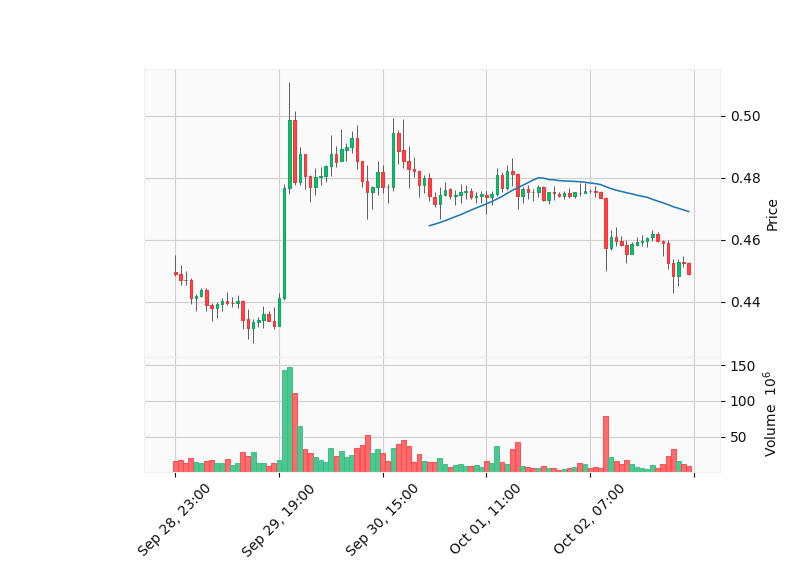 0.50
0.48
0.46
0.44
Price
150
100
50
Volume 10^6
Sep 28, 23:00
Sep 29, 19:00
Sep 30, 15:00
Oct 01, 11:00
Oct 02, 07:00